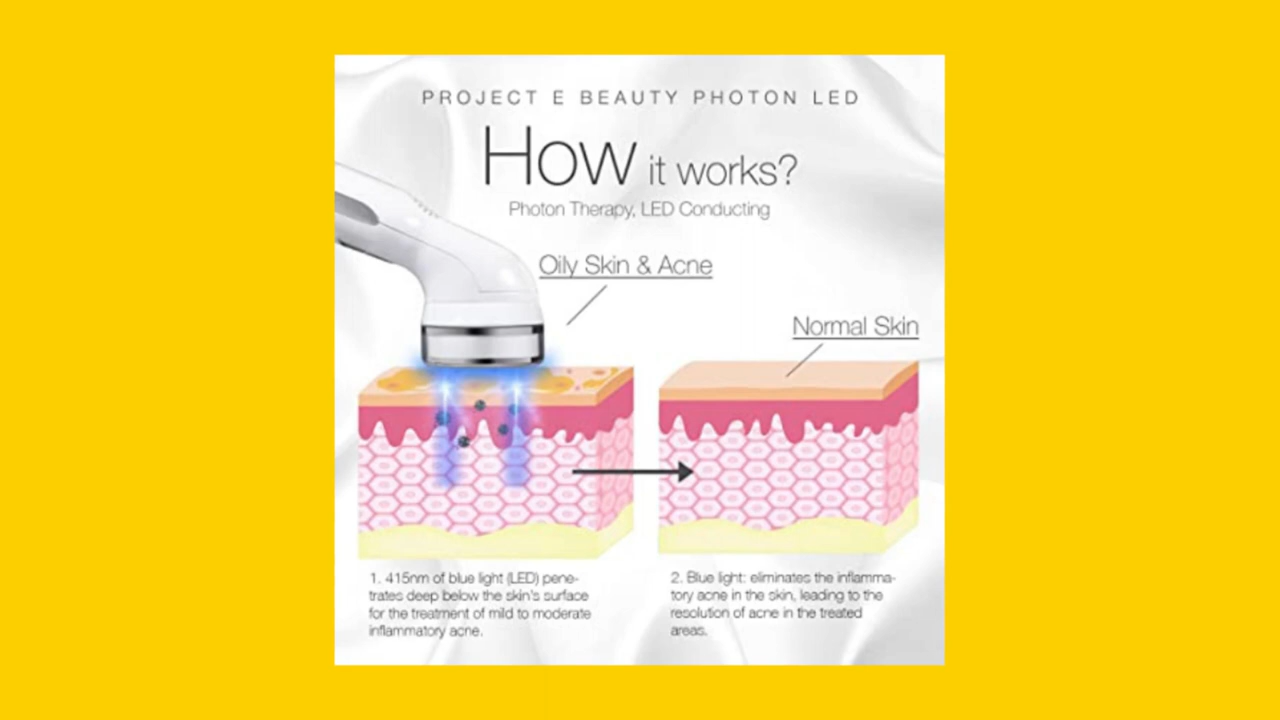 PROJECT E BEAUTY PHOTON LED
How it works?
Photon Therapy, LED Conducting
Oily Skin & Acne
Normal Skin
1. 415nm of blue light (LED) pene-
trates deep below the skin's surface
for the treatment of mild to moderate
inflammatory acne.
2. Blue light: eliminates the inflamma-
tory acne in the skin, leading to the
resolution of acne in the treated
areas.